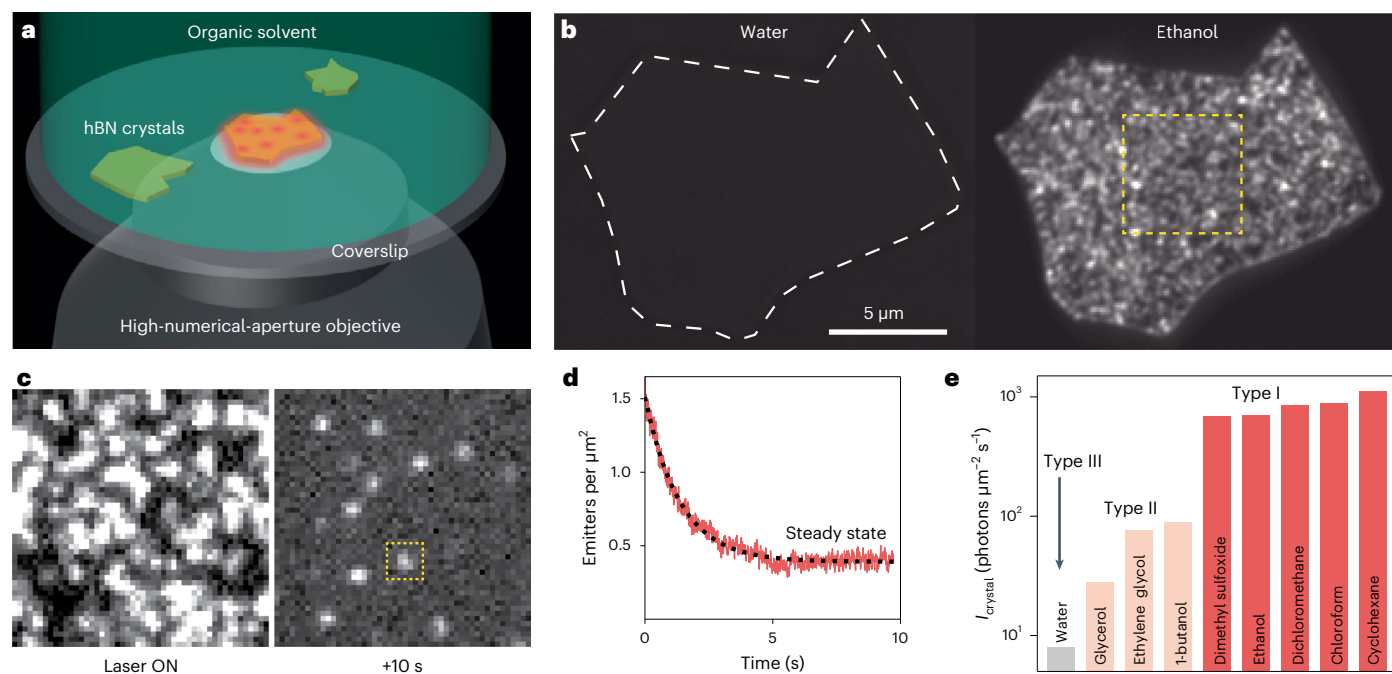 a
Organic solvent
hBN crystals
Coverslip
High-numerical-aperture objective
b
Water
Ethanol
5 µm
c
Laser ON
+10 s
d
Emitters per µm²
1.5
1.0
0.5
Steady state
0
5
10
Time (s)
e
I_crystal (photons µm⁻² s⁻¹)
10³
10²
10¹
Type III
Type II
Type I
Water
Glycerol
Ethylene glycol
1-butanol
Dimethyl sulfoxide
Ethanol
Dichloromethane
Chloroform
Cyclohexane